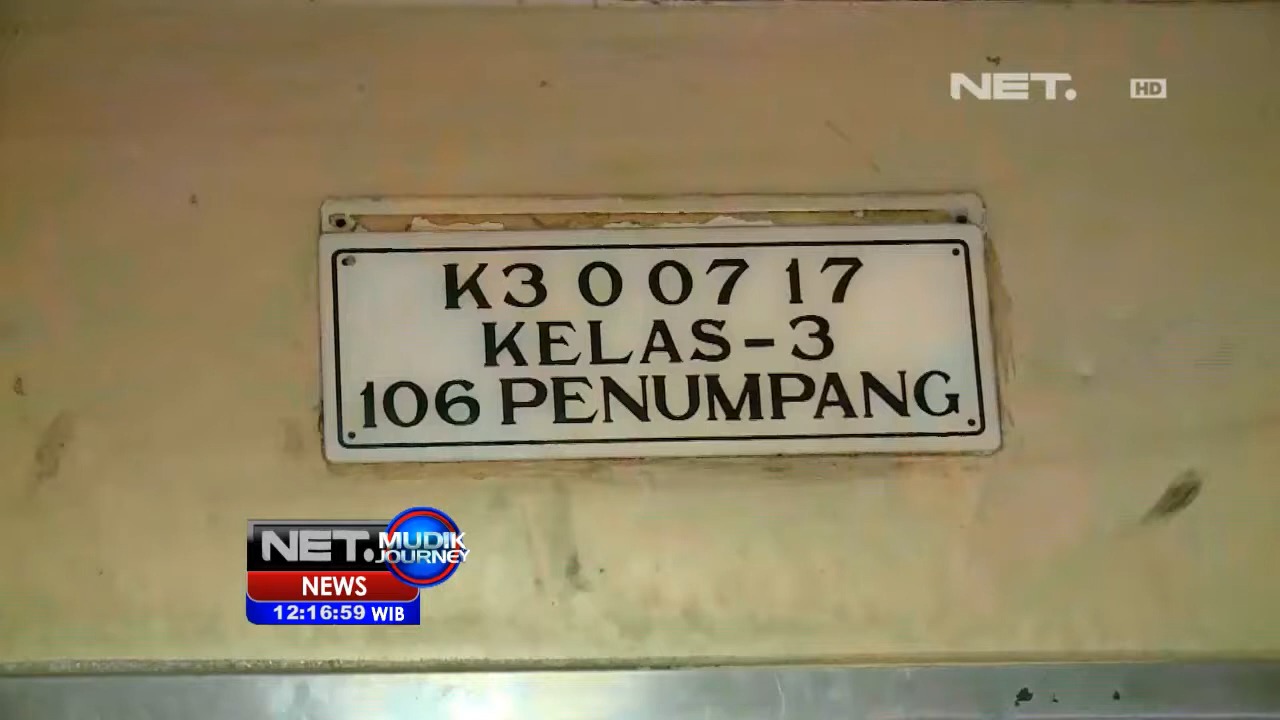 NET. HD
K3 0 07 17
KELAS-3
106 PENUMPANG
NET. MUDIK JOURNEY
NEWS
12:16:59 WIB